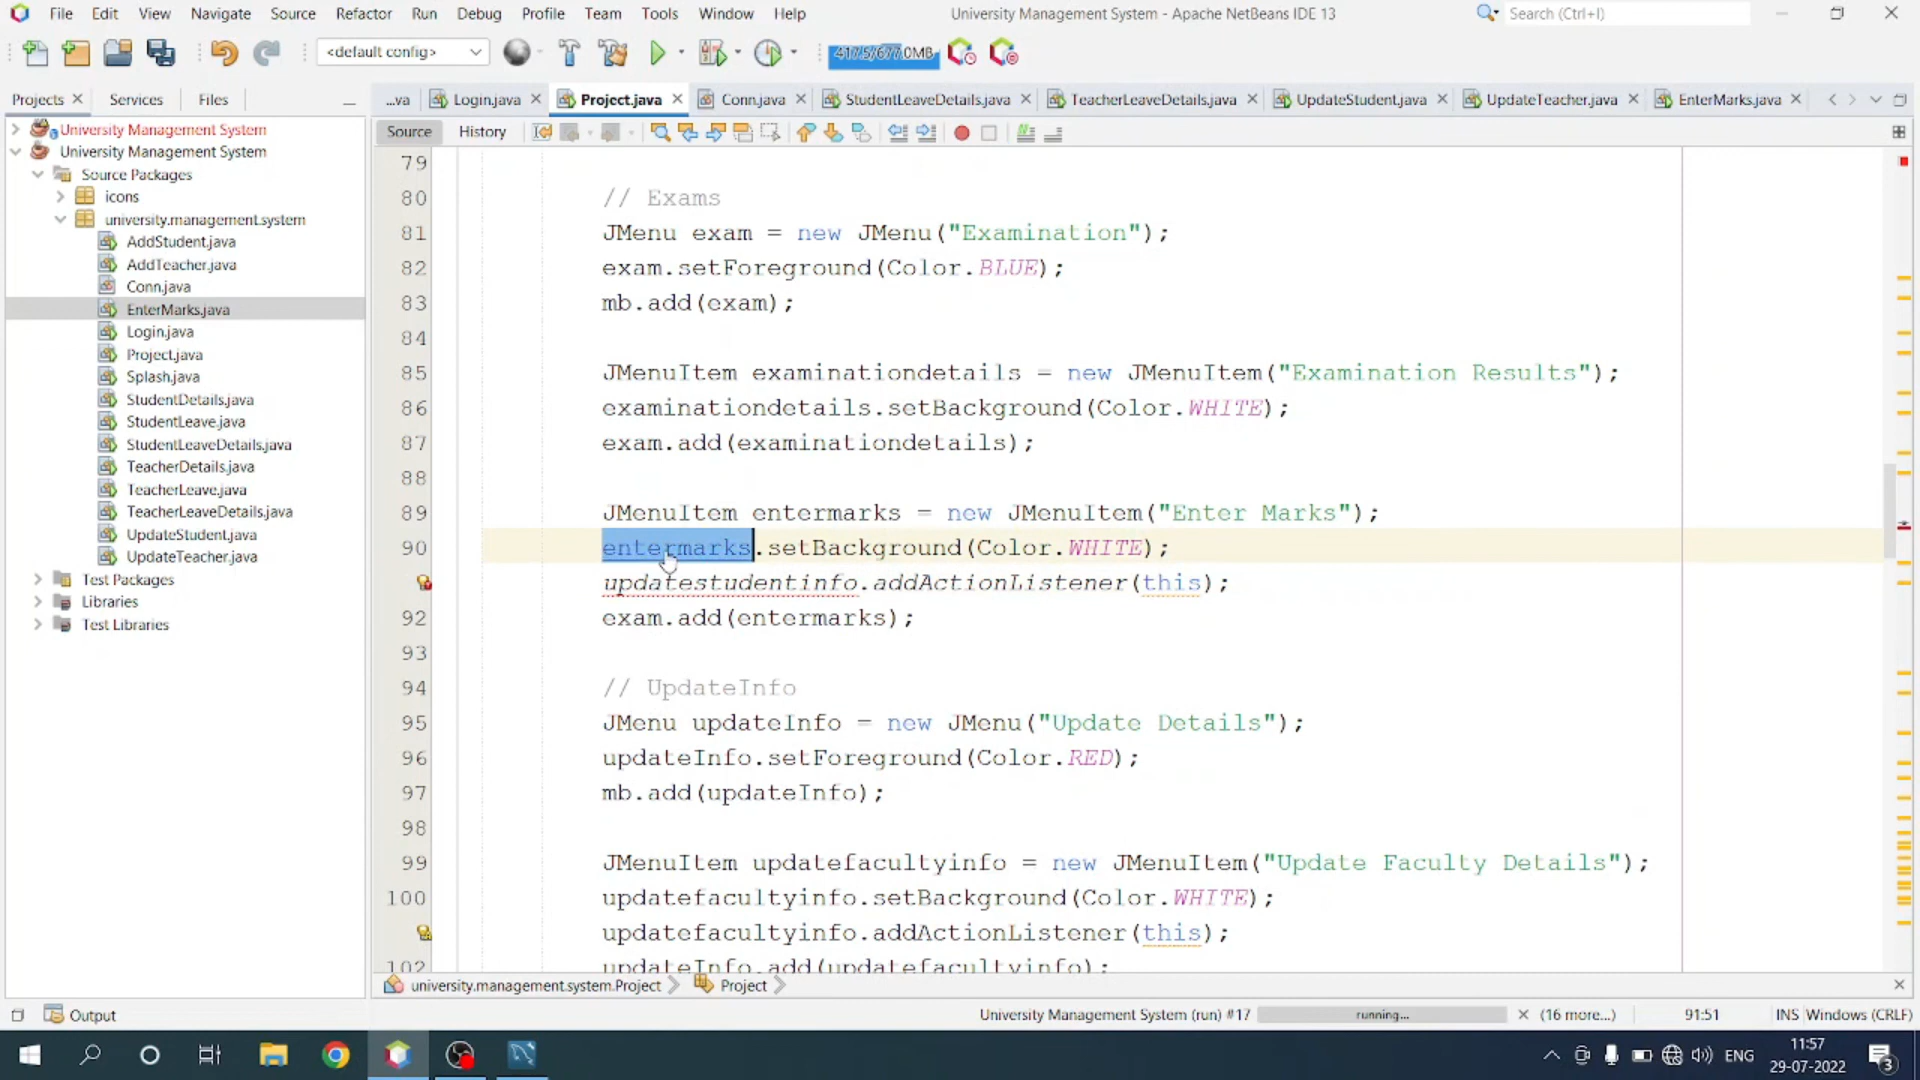 File Edit View Navigate Source Refactor Run Debug Profile Team Tools Window Help
University Management System - Apache NetBeans IDE 13
Search (Ctrl+I)
<default config>
417.5/677.0MB
Projects Services Files
...va Login.java Project.java Conn.java StudentLeaveDetails.java TeacherLeaveDetails.java UpdateStudent.java UpdateTeacher.java EnterMarks.java
Source History
University Management System
University Management System
Source Packages
icons
university.management.system
AddStudent.java
AddTeacher.java
Conn.java
EnterMarks.java
Login.java
Project.java
Splash.java
StudentDetails.java
StudentLeave.java
StudentLeaveDetails.java
TeacherDetails.java
TeacherLeave.java
TeacherLeaveDetails.java
UpdateStudent.java
UpdateTeacher.java
Test Packages
Libraries
Test Libraries
79
80 // Exams
81 JMenu exam = new JMenu("Examination");
82 exam.setForeground(Color.BLUE);
83 mb.add(exam);
84
85 JMenuItem examinationdetails = new JMenuItem("Examination Results");
86 examinationdetails.setBackground(Color.WHITE);
87 exam.add(examinationdetails);
88
89 JMenuItem entermarks = new JMenuItem("Enter Marks");
90 entermarks.setBackground(Color.WHITE);
updatestudentinfo.addActionListener(this);
92 exam.add(entermarks);
93
94 // UpdateInfo
95 JMenu updateInfo = new JMenu("Update Details");
96 updateInfo.setForeground(Color.RED);
97 mb.add(updateInfo);
98
99 JMenuItem updatefacultyinfo = new JMenuItem("Update Faculty Details");
100 updatefacultyinfo.setBackground(Color.WHITE);
updatefacultyinfo.addActionListener(this);
102 updateInfo.add(updatefacultyinfo);
university.management.system.Project Project
Output
University Management System (run) #17 running... (16 more...) 91:51 INS Windows (CRLF)
ENG
11:57
29-07-2022
3